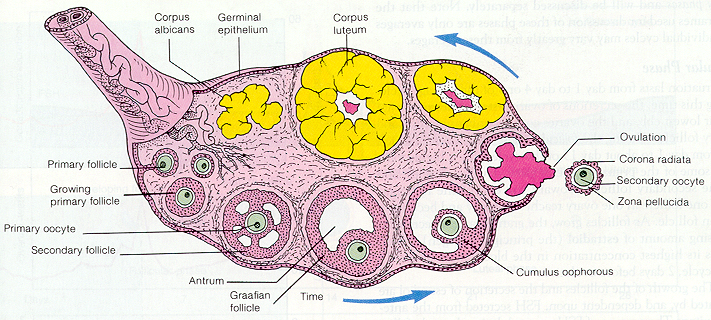 Corpus
albicans
Germinal
epithelium
Corpus
luteum
Ovulation
Corona radiata
Secondary oocyte
Zona pellucida
Primary follicle
Growing
primary follicle
Primary oocyte
Secondary follicle
Antrum
Graafian
follicle
Time
Cumulus oophorous